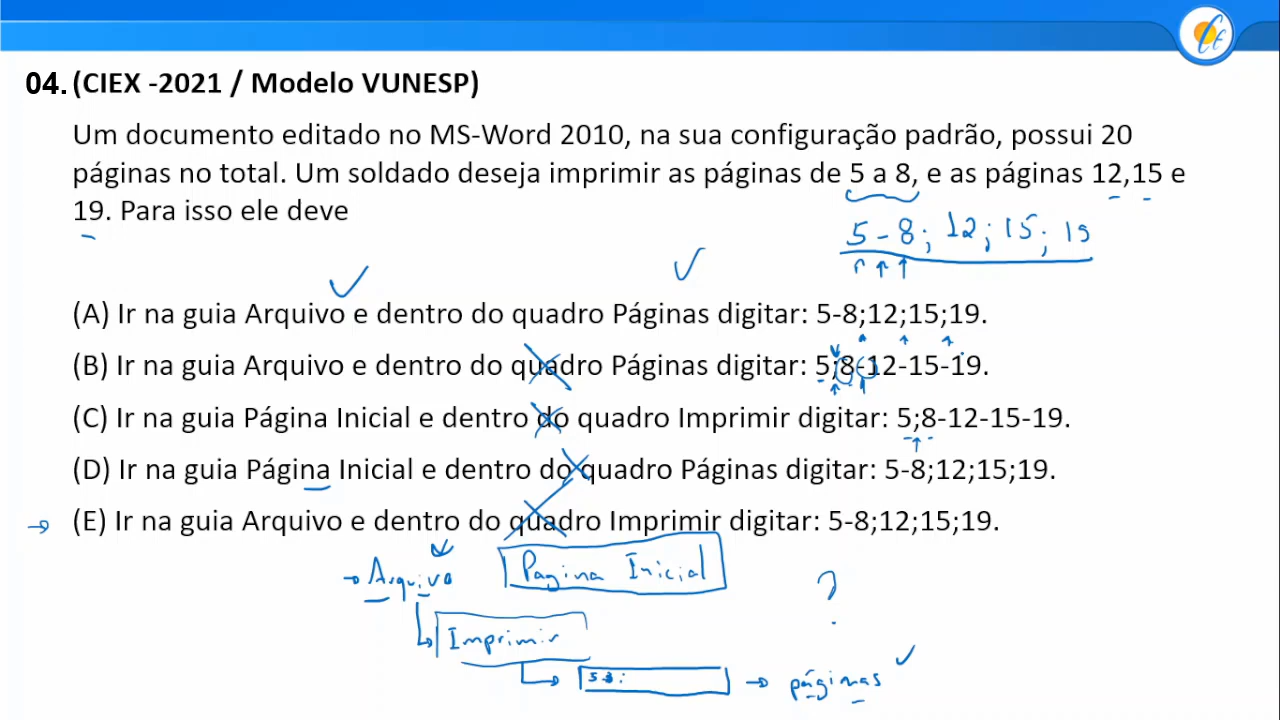 04. (CIEX -2021 / Modelo VUNESP)
Um documento editado no MS-Word 2010, na sua configuração padrão, possui 20
páginas no total. Um soldado deseja imprimir as páginas de 5 a 8, e as páginas 12,15 e
19. Para isso ele deve
5-8; 12; 15; 19
(A) Ir na guia Arquivo e dentro do quadro Páginas digitar: 5-8;12;15;19.
(B) Ir na guia Arquivo e dentro do quadro Páginas digitar: 5;8-12-15-19.
(C) Ir na guia Página Inicial e dentro do quadro Imprimir digitar: 5;8-12-15-19.
(D) Ir na guia Página Inicial e dentro do quadro Páginas digitar: 5-8;12;15;19.
(E) Ir na guia Arquivo e dentro do quadro Imprimir digitar: 5-8;12;15;19.
Arquivo Pagina Inicial ?
Imprimir
5-8; páginas